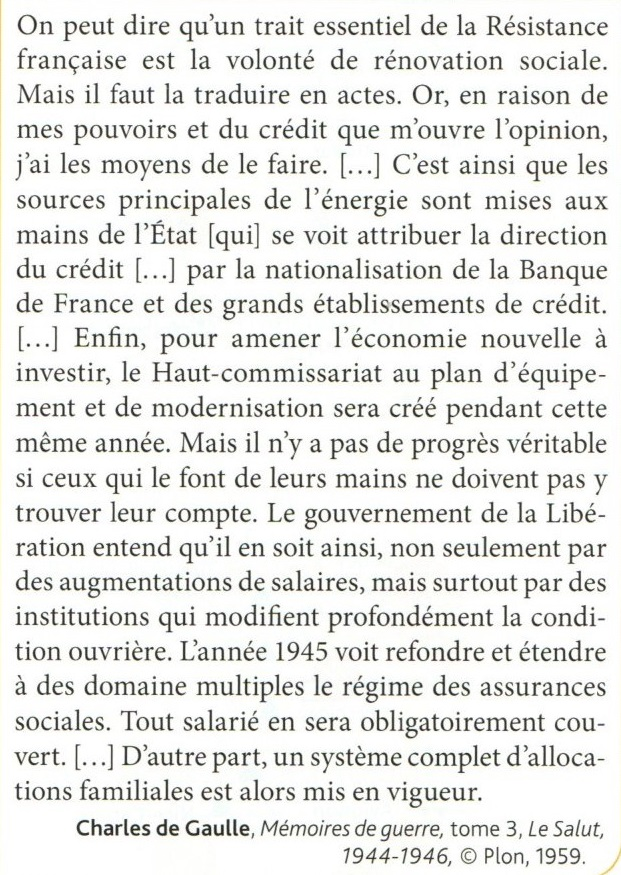 On peut dire qu’un trait essentiel de la Résistance
française est la volonté de rénovation sociale.
Mais il faut la traduire en actes. Or, en raison de
mes pouvoirs et du crédit que m’ouvre l’opinion,
j’ai les moyens de le faire. […] C’est ainsi que les
sources principales de l’énergie sont mises aux
mains de l’État [qui] se voit attribuer la direction
du crédit […] par la nationalisation de la Banque
de France et des grands établissements de crédit.
[…] Enfin, pour amener l’économie nouvelle à
investir, le Haut-commissariat au plan d’équipe-
ment et de modernisation sera créé pendant cette
même année. Mais il n’y a pas de progrès véritable
si ceux qui le font de leurs mains ne doivent pas y
trouver leur compte. Le gouvernement de la Libé-
ration entend qu’il en soit ainsi, non seulement par
des augmentations de salaires, mais surtout par des
institutions qui modifient profondément la condi-
tion ouvrière. L’année 1945 voit refondre et étendre
à des domaine multiples le régime des assurances
sociales. Tout salarié en sera obligatoirement cou-
vert. […] D’autre part, un système complet d’alloca-
tions familiales est alors mis en vigueur.
Charles de Gaulle, Mémoires de guerre, tome 3, Le Salut,
1944-1946, © Plon, 1959.